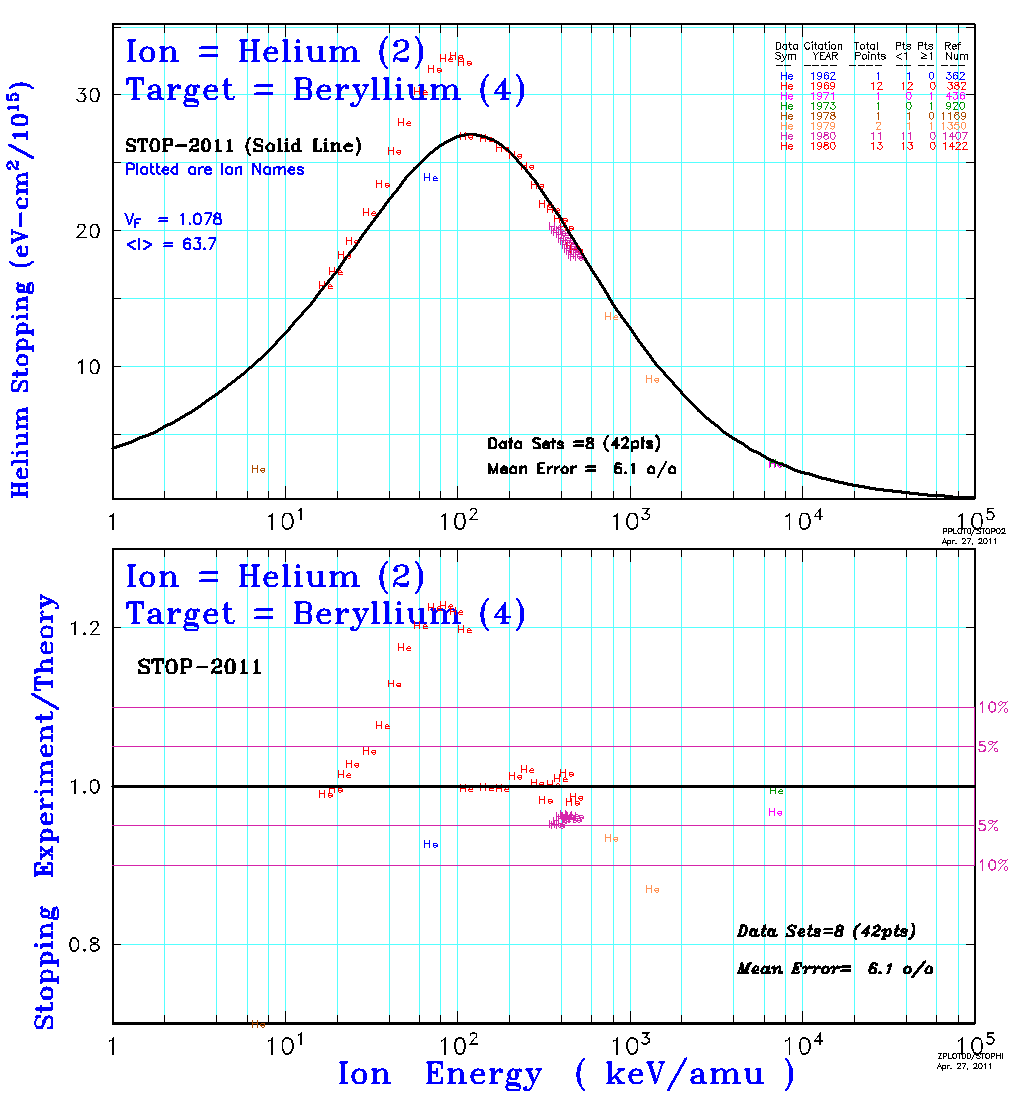 Ion = Helium (2)
Target = Beryllium (4)
STOP-2011 (Solid Line)
Plotted are Ion Names
VF = 1.078
<I> = 63.7
Data Citation Total Pts Pts Ref
Sym YEAR Points <1 ≥1 Num
He 1962 1 1 0 362
He 1969 12 12 0 382
He 1971 1 0 1 436
He 1973 1 0 1 920
He 1978 1 1 0 1169
He 1979 2 1 1 1350
He 1980 11 11 0 1407
He 1980 13 13 0 1422
Helium Stopping (eV-cm²/10¹⁵)
30
20
10
Data Sets =8 (42pts)
Mean Error = 6.1 o/o
1 10¹ 10² 10³ 10⁴ 10⁵
PPLOT0/STOP02
Apr. 27, 2011
Ion = Helium (2)
Target = Beryllium (4)
STOP-2011
Stopping Experiment/Theory
1.2
1.0
0.8
10%
5%
5%
10%
Data Sets=8 (42pts)
Mean Error= 6.1 o/o
1 10¹ 10² 10³ 10⁴ 10⁵
Ion Energy ( keV/amu )
Apr. 27, 2011